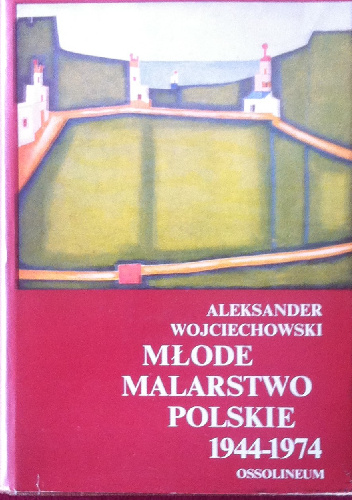 ALEKSANDER
WOJCIECHOWSKI
MŁODE
MALARSTWO
POLSKIE
1944-1974
OSSOLINEUM